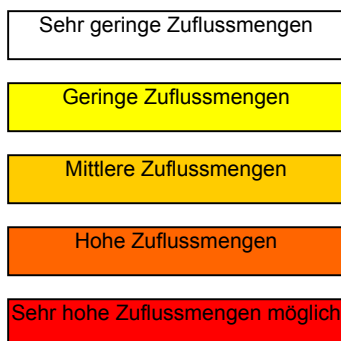 Sehr geringe Zuflussmengen
Geringe Zuflussmengen
Mittlere Zuflussmengen
Hohe Zuflussmengen
Sehr hohe Zuflussmengen möglich